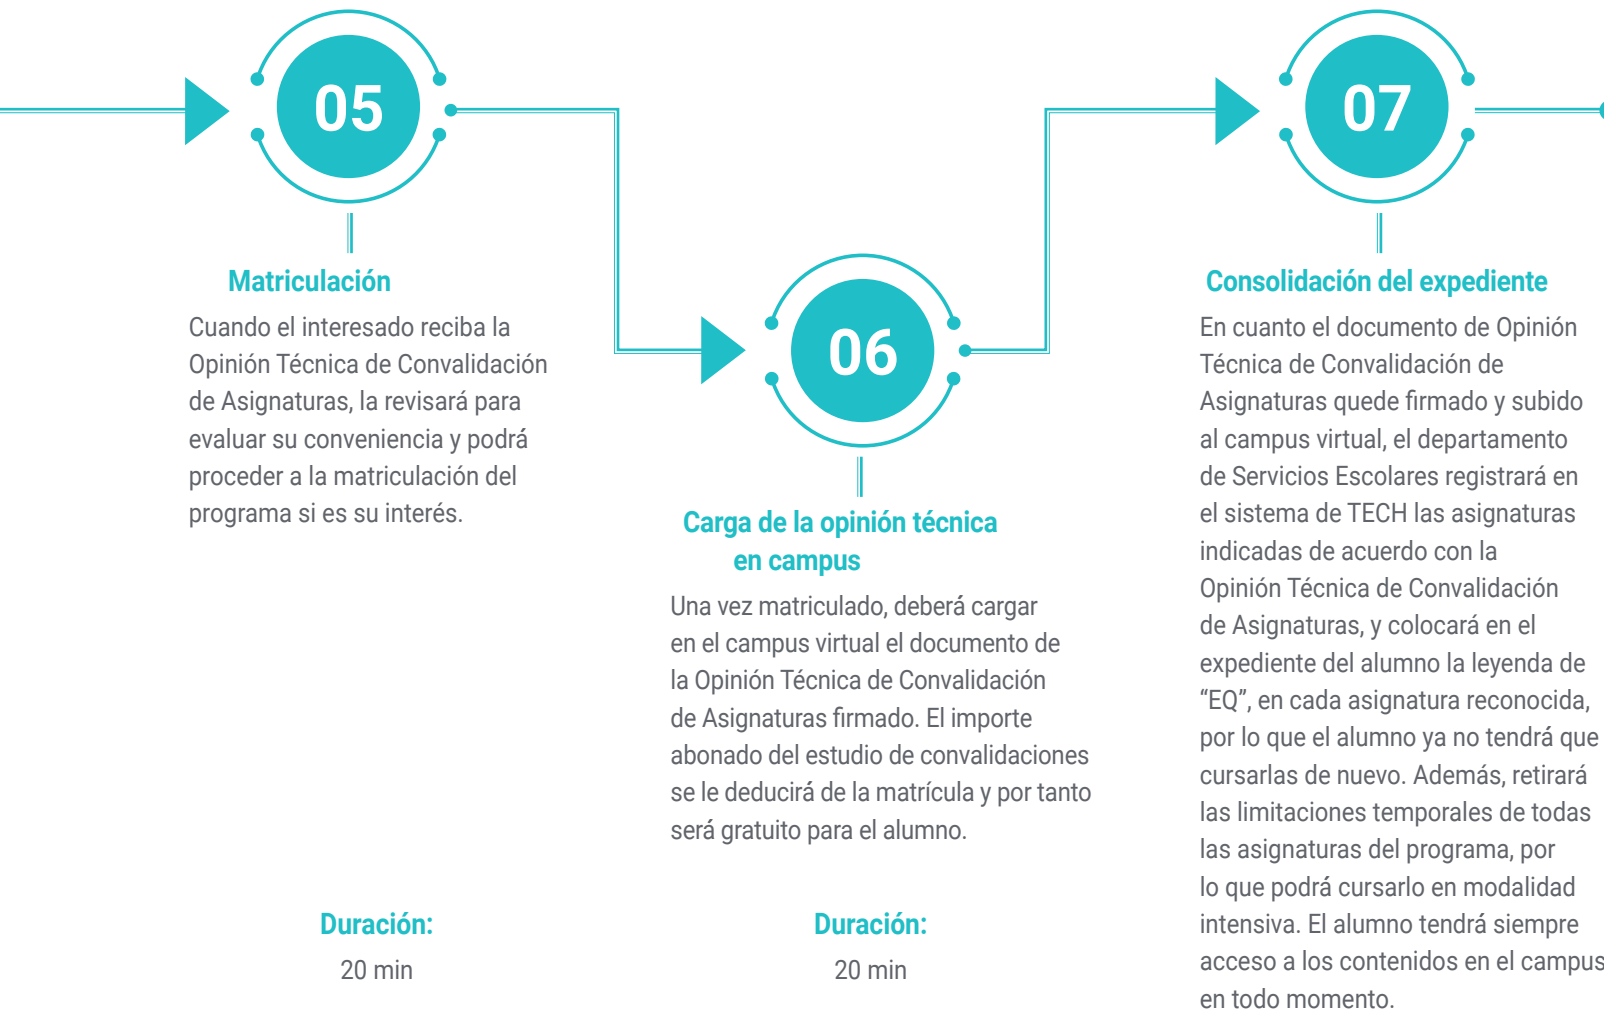 05
Matriculación
Cuando el interesado reciba la
Opinión Técnica de Convalidación
de Asignaturas, la revisará para
evaluar su conveniencia y podrá
proceder a la matriculación del
programa si es su interés.
Duración:
20 min
06
Carga de la opinión técnica
en campus
Una vez matriculado, deberá cargar
en el campus virtual el documento de
la Opinión Técnica de Convalidación
de Asignaturas firmado. El importe
abonado del estudio de convalidaciones
se le deducirá de la matrícula y por tanto
será gratuito para el alumno.
Duración:
20 min
07
Consolidación del expediente
En cuanto el documento de Opinión
Técnica de Convalidación de
Asignaturas quede firmado y subido
al campus virtual, el departamento
de Servicios Escolares registrará en
el sistema de TECH las asignaturas
indicadas de acuerdo con la
Opinión Técnica de Convalidación
de Asignaturas, y colocará en el
expediente del alumno la leyenda de
“EQ”, en cada asignatura reconocida,
por lo que el alumno ya no tendrá que
cursarlas de nuevo. Además, retirará
las limitaciones temporales de todas
las asignaturas del programa, por
lo que podrá cursarlo en modalidad
intensiva. El alumno tendrá siempre
acceso a los contenidos en el campus
en todo momento.